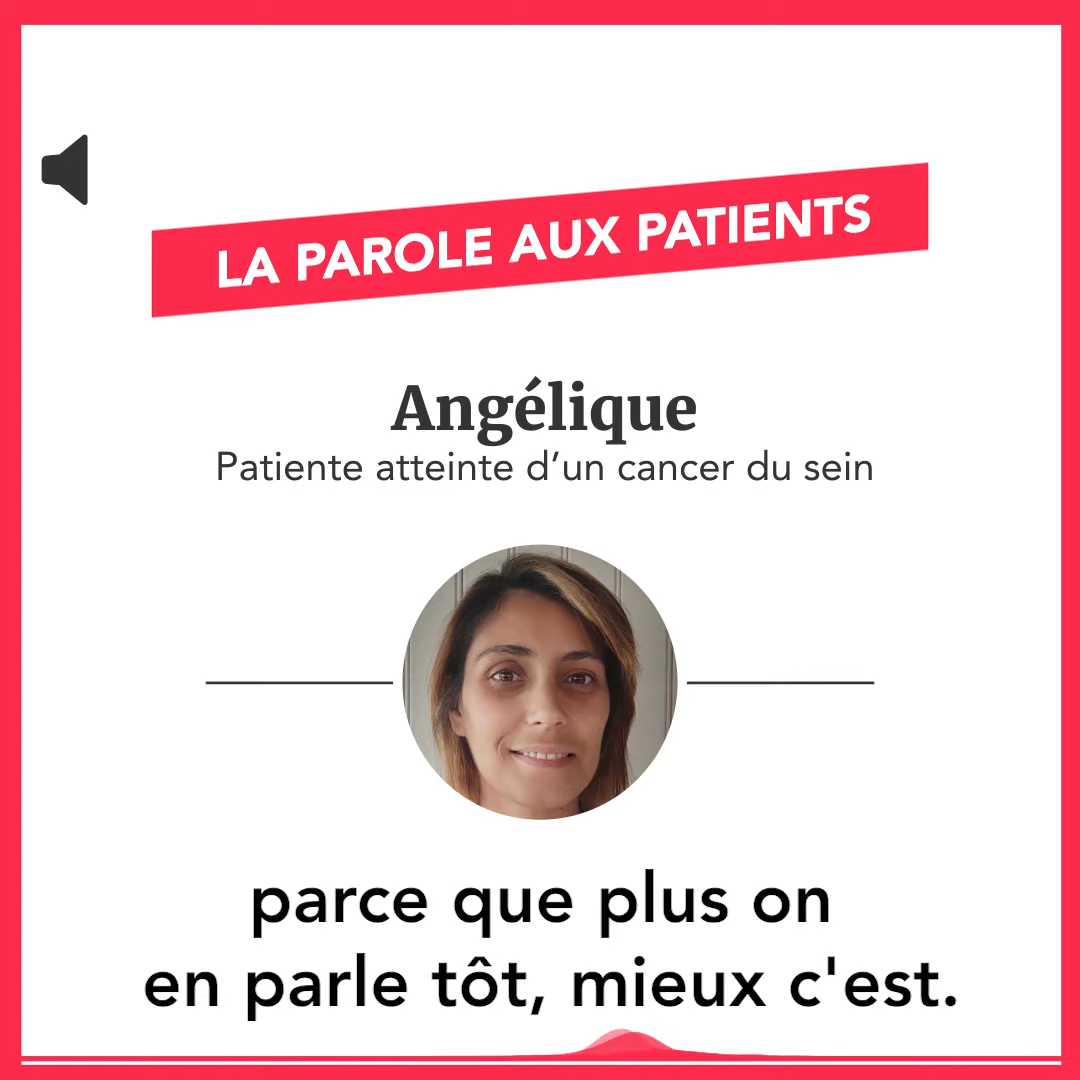 LA PAROLE AUX PATIENTS
Angélique
Patiente atteinte d’un cancer du sein
parce que plus on
en parle tôt, mieux c'est.